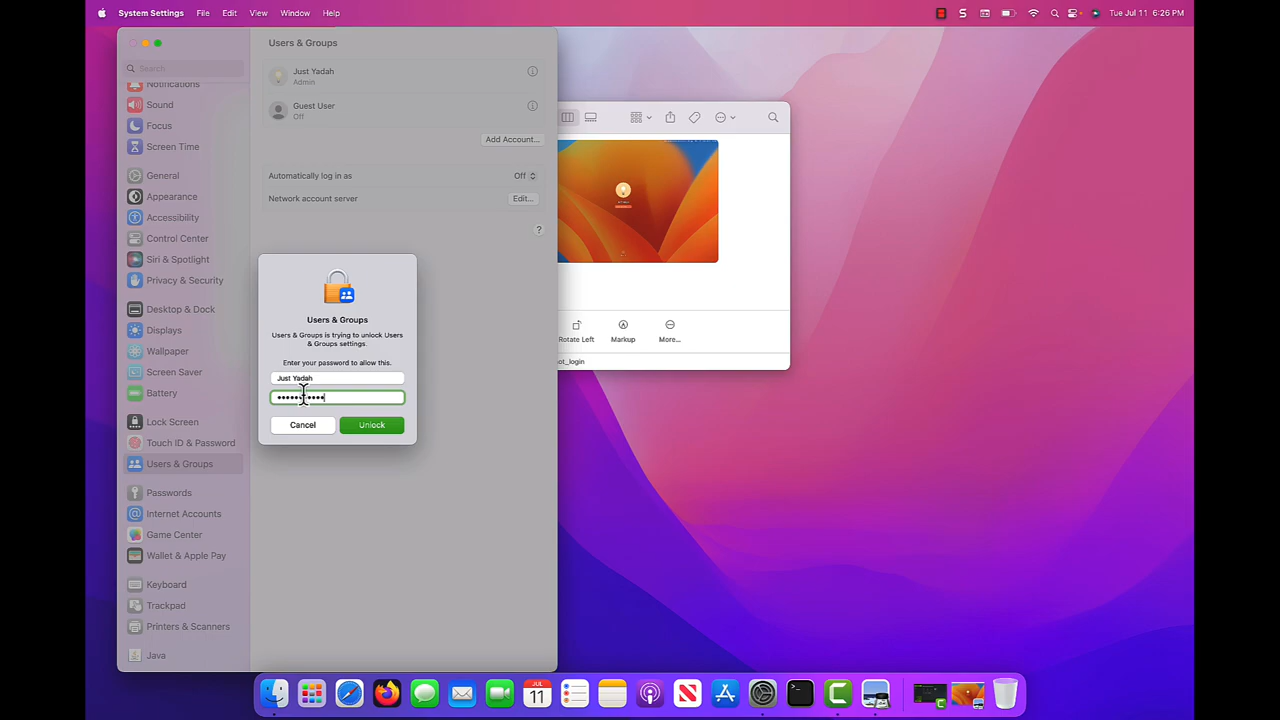 System Settings File Edit View Window Help
Tue Jul 11 6:26 PM
Search
Notifications
Sound
Focus
Screen Time
General
Appearance
Accessibility
Control Center
Siri & Spotlight
Privacy & Security
Desktop & Dock
Displays
Wallpaper
Screen Saver
Battery
Lock Screen
Touch ID & Password
Users & Groups
Passwords
Internet Accounts
Game Center
Wallet & Apple Pay
Keyboard
Trackpad
Printers & Scanners
Java
Users & Groups
Just Yadah
Admin
Guest User
Off
Add Account...
Automatically log in as Off
Network account server Edit...
?
Users & Groups
Users & Groups is trying to unlock Users
& Groups settings.
Enter your password to allow this.
Just Yadah
••••••••••••
Cancel Unlock
Rotate Left Markup More...
JUL
11